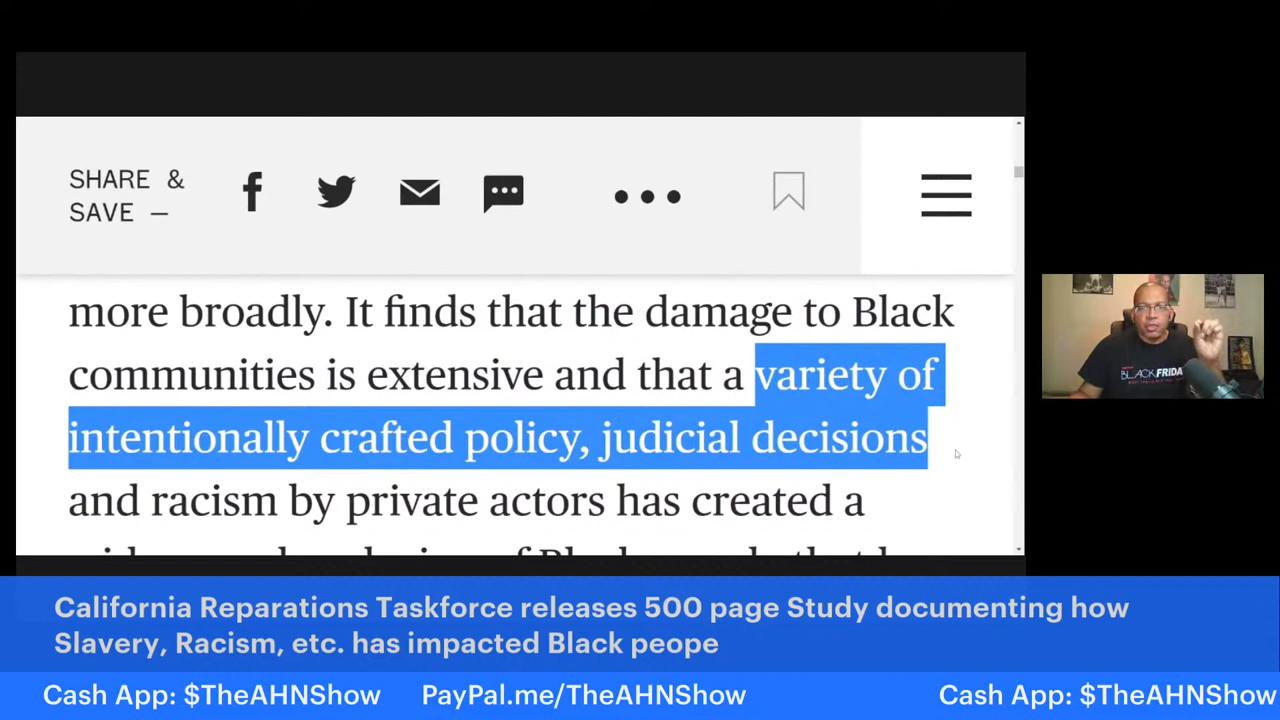 SHARE &
SAVE —
more broadly. It finds that the damage to Black
communities is extensive and that a variety of
intentionally crafted policy, judicial decisions
and racism by private actors has created a
BLACK FRIDA
California Reparations Taskforce releases 500 page Study documenting how
Slavery, Racism, etc. has impacted Black peope
Cash App: $TheAHNShow PayPal.me/TheAHNShow Cash App: $TheAHNShow